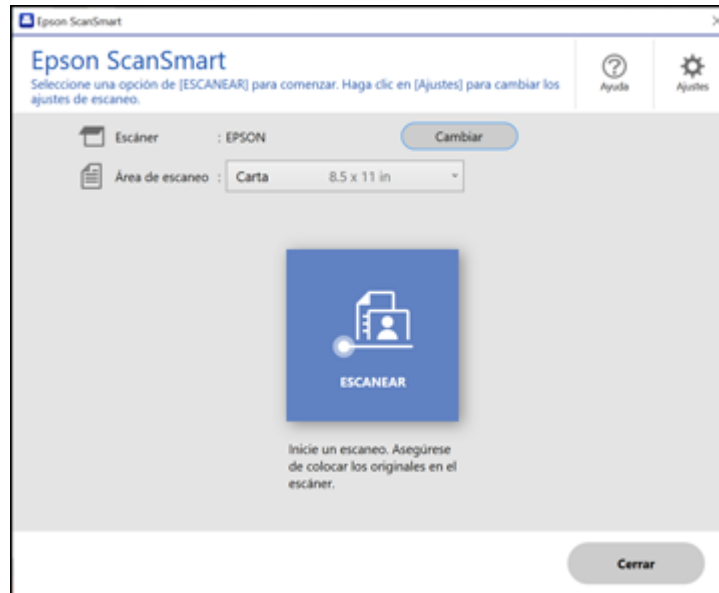 Epson ScanSmart
Epson ScanSmart
Seleccione una opción de [ESCANEAR] para comenzar. Haga clic en [Ajustes] para cambiar los
ajustes de escaneo.
Ayuda
Ajustes
Escáner : EPSON
Cambiar
Área de escaneo : Carta 8.5 x 11 in
ESCANEAR
Inicie un escaneo. Asegúrese
de colocar los originales en el
escáner.
Cerrar